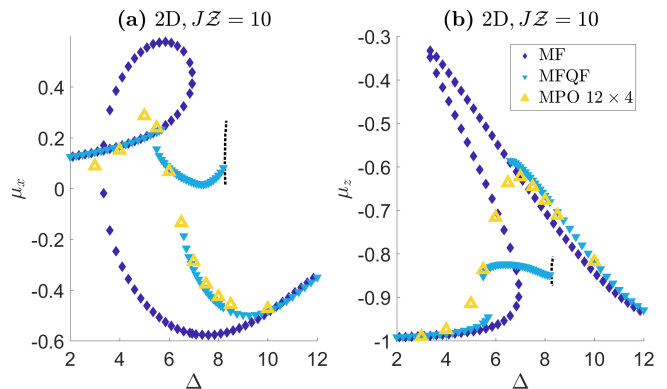 (a) 2D, JZ = 10
(b) 2D, JZ = 10
μx
0.4
0.2
0
-0.2
-0.4
-0.6
2 4 6 8 10 12
Δ
μz
-0.3
-0.4
-0.5
-0.6
-0.7
-0.8
-0.9
-1
2 4 6 8 10 12
Δ
MF
MFQF
MPO 12 × 4